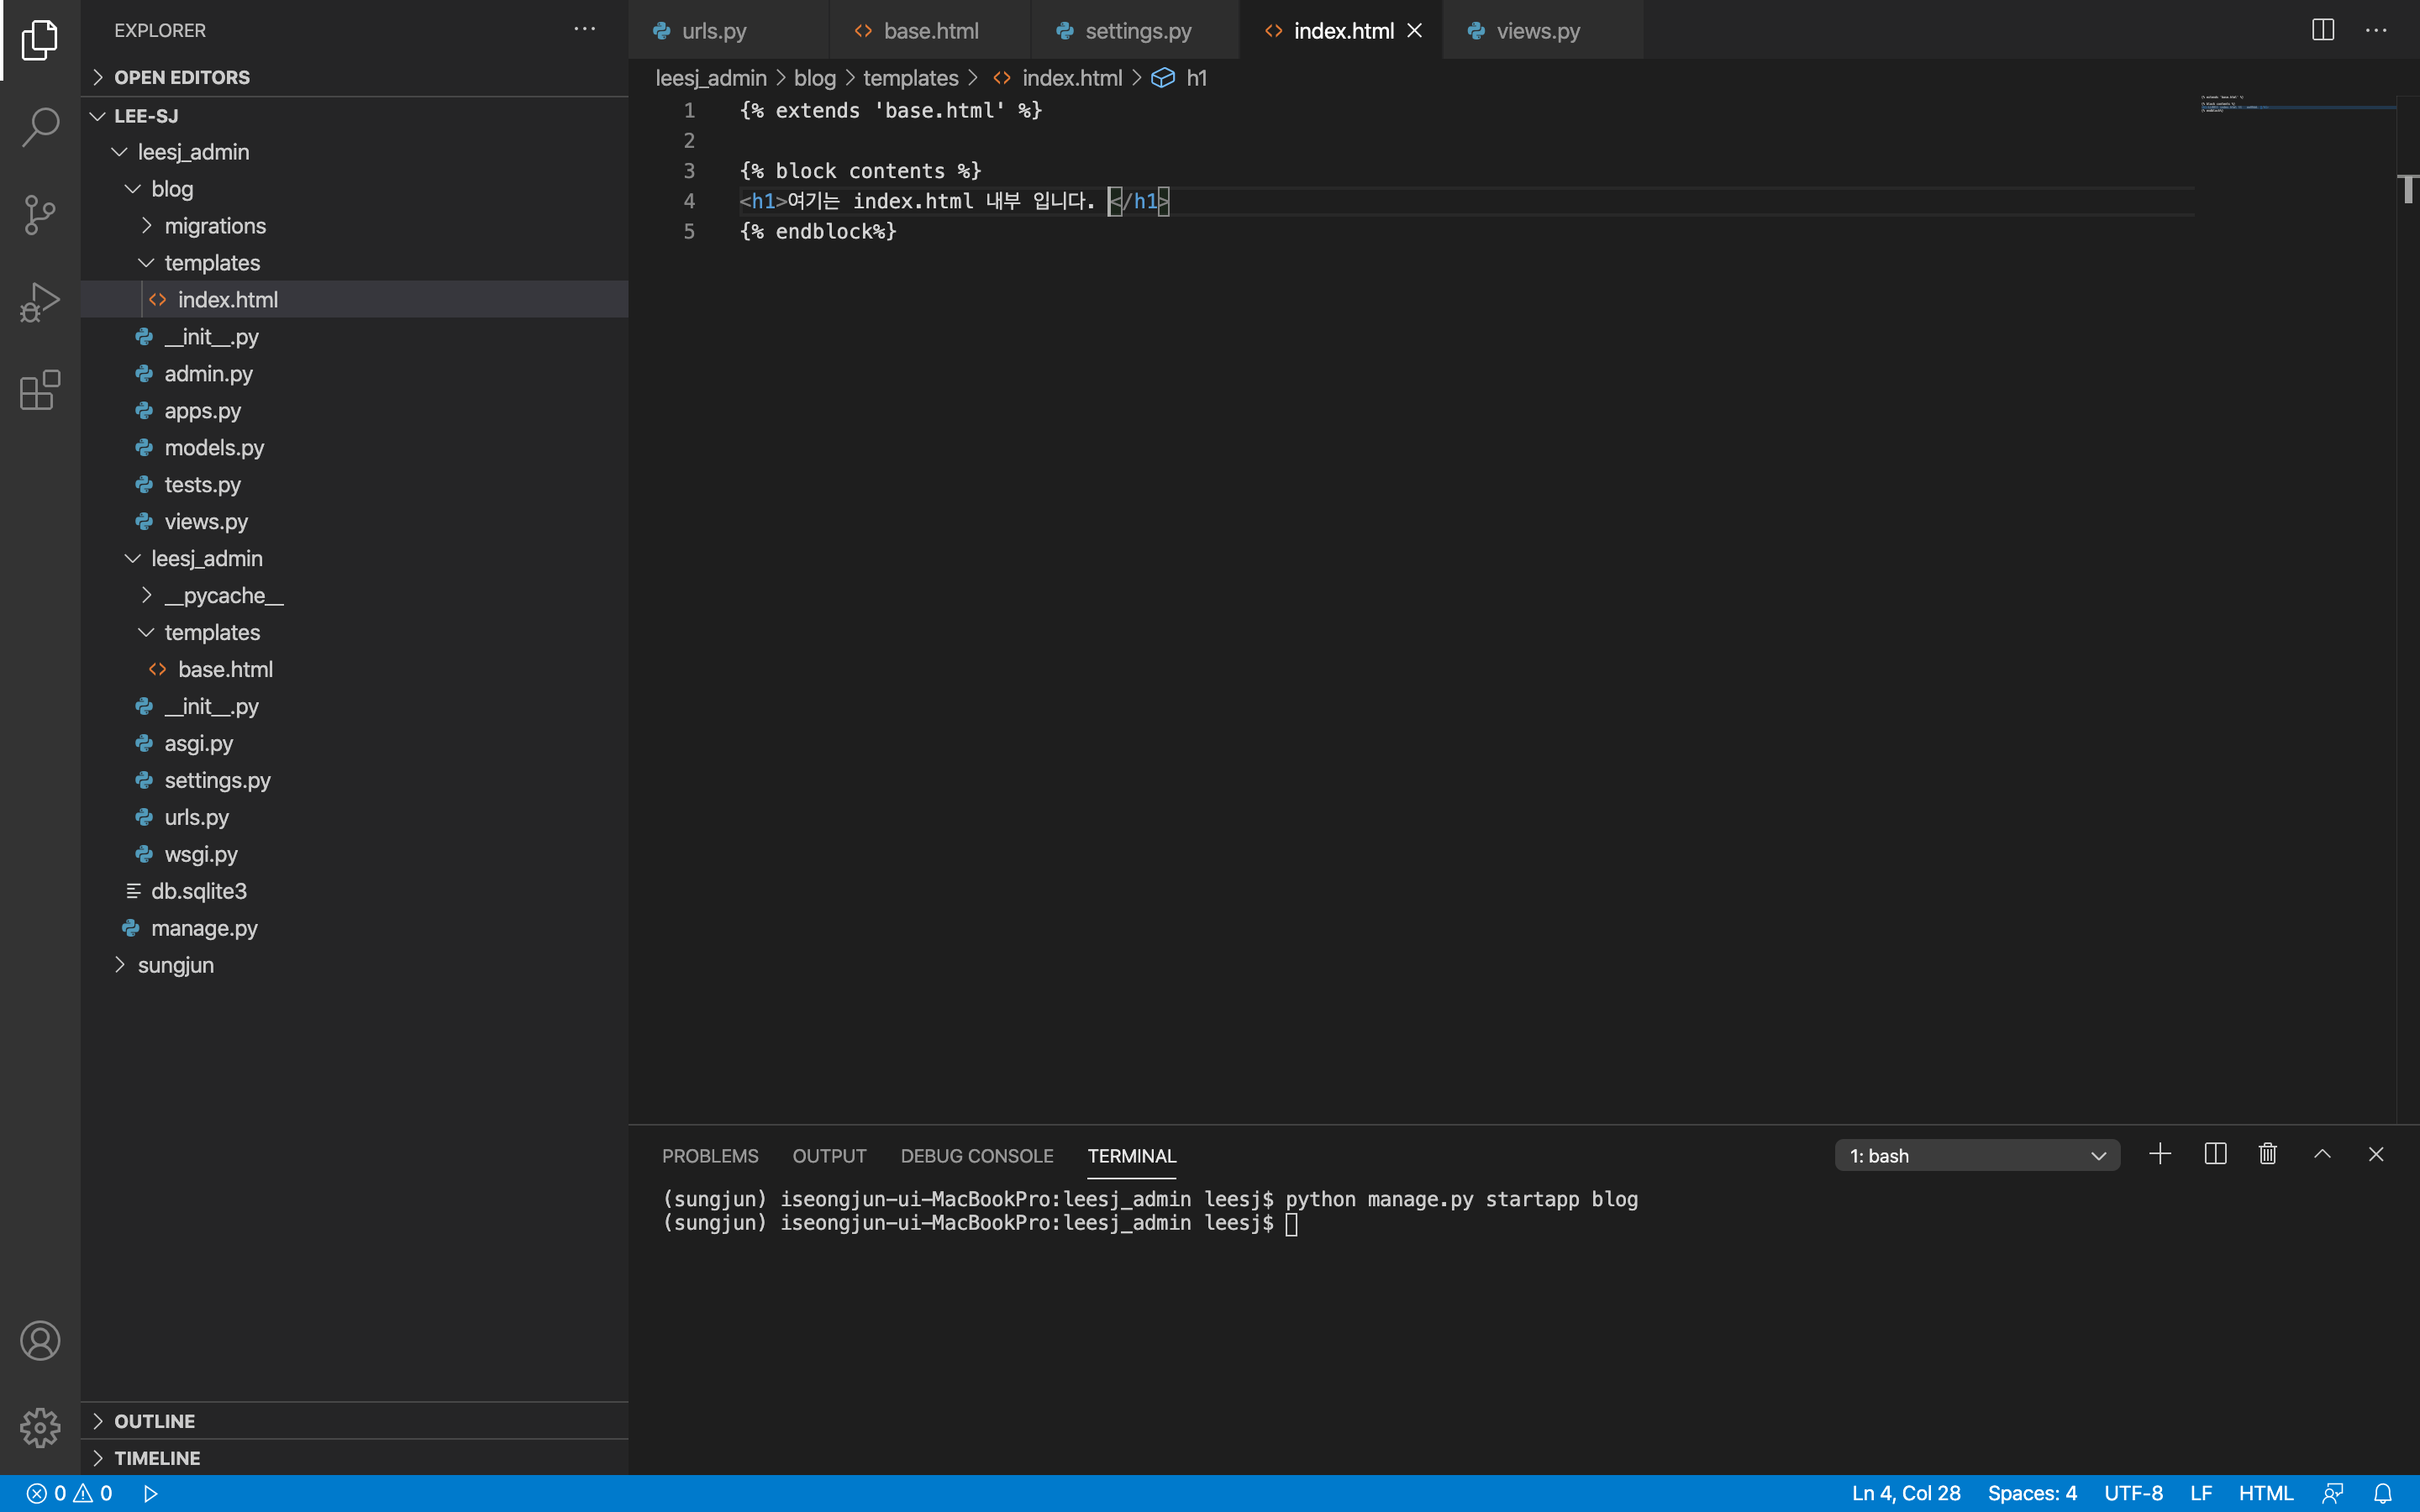 EXPLORER
OPEN EDITORS
LEE-SJ
leesj_admin
blog
migrations
templates
index.html
__init__.py
admin.py
apps.py
models.py
tests.py
views.py
leesj_admin
__pycache__
templates
base.html
__init__.py
asgi.py
settings.py
urls.py
wsgi.py
db.sqlite3
manage.py
sungjun
OUTLINE
TIMELINE
urls.py base.html settings.py index.html views.py
leesj_admin blog templates index.html h1
1 {% extends 'base.html' %}
2
3 {% block contents %}
4 <h1>여기는 index.html 내부 입니다. </h1>
5 {% endblock%}
PROBLEMS OUTPUT DEBUG CONSOLE TERMINAL 1: bash
(sungjun) iseongjun-ui-MacBookPro:leesj_admin leesj$ python manage.py startapp blog
(sungjun) iseongjun-ui-MacBookPro:leesj_admin leesj$
0 0 Ln 4, Col 28 Spaces: 4 UTF-8 LF HTML